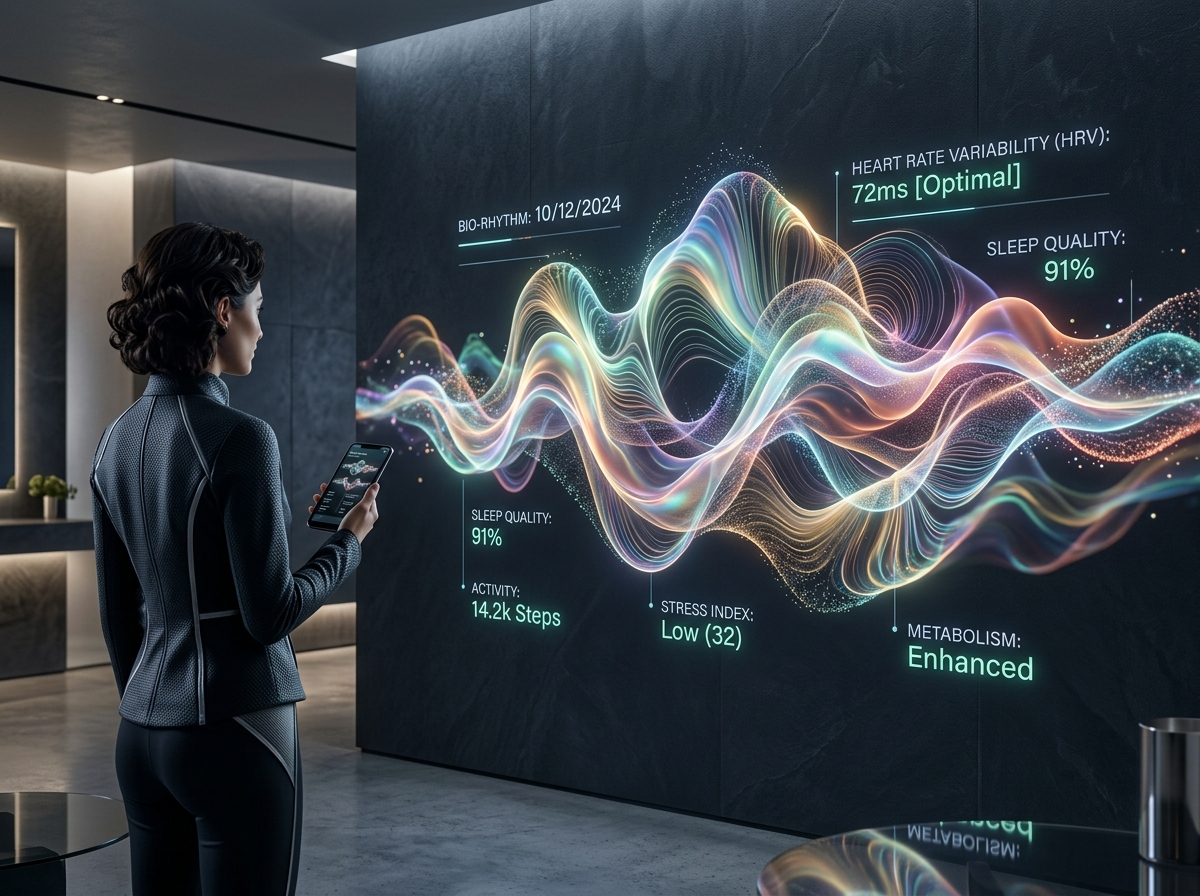 BIO-RHYTHM: 10/12/2024
HEART RATE VARIABILITY (HRV):
72ms [Optimal]
SLEEP QUALITY:
91%
SLEEP QUALITY:
91%
ACTIVITY:
14.2k Steps
STRESS INDEX:
Low (32)
METABOLISM:
Enhanced